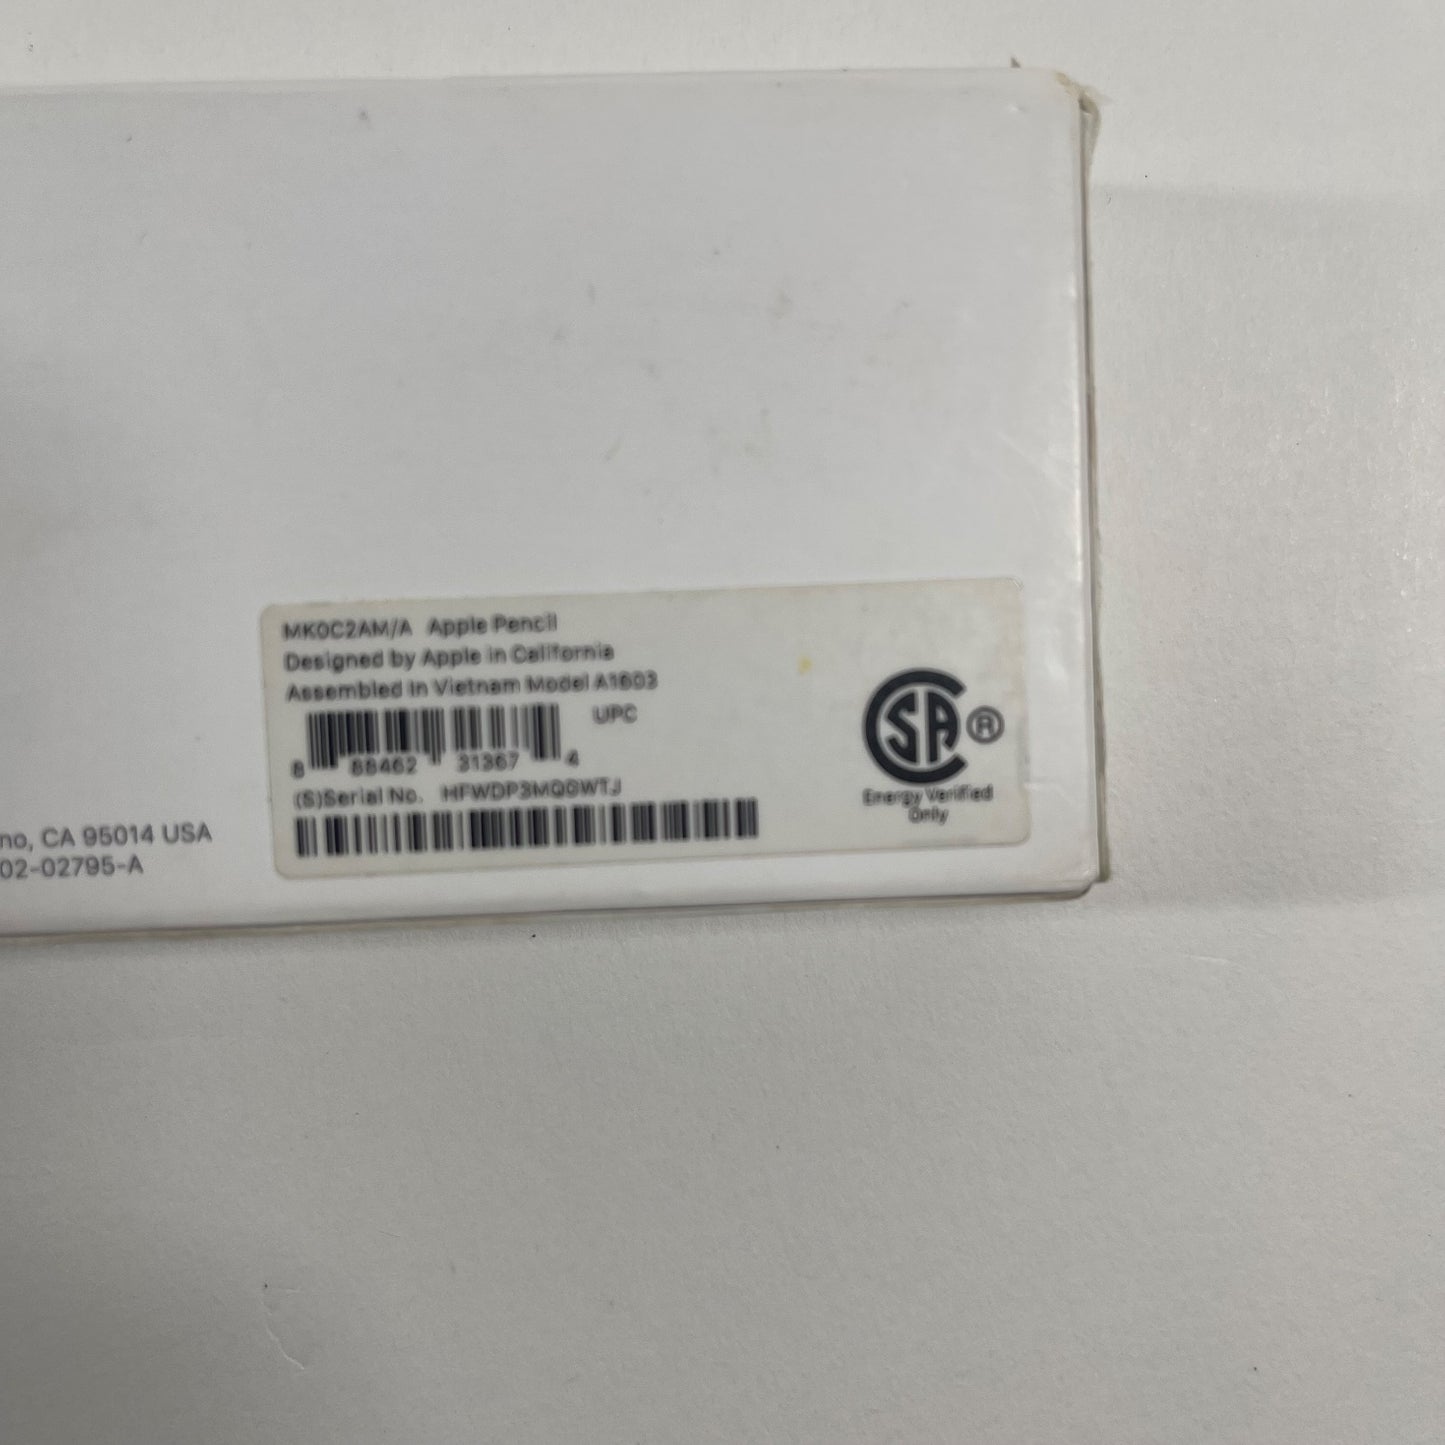 MK0C2AM/A Apple Pencil
Designed by Apple in California
Assembled in Vietnam Model A1603
UPC
8 88462 31367 4
(S)Serial No.
CSA ®
Energy Verified
Only
no, CA 95014 USA
02-02795-A